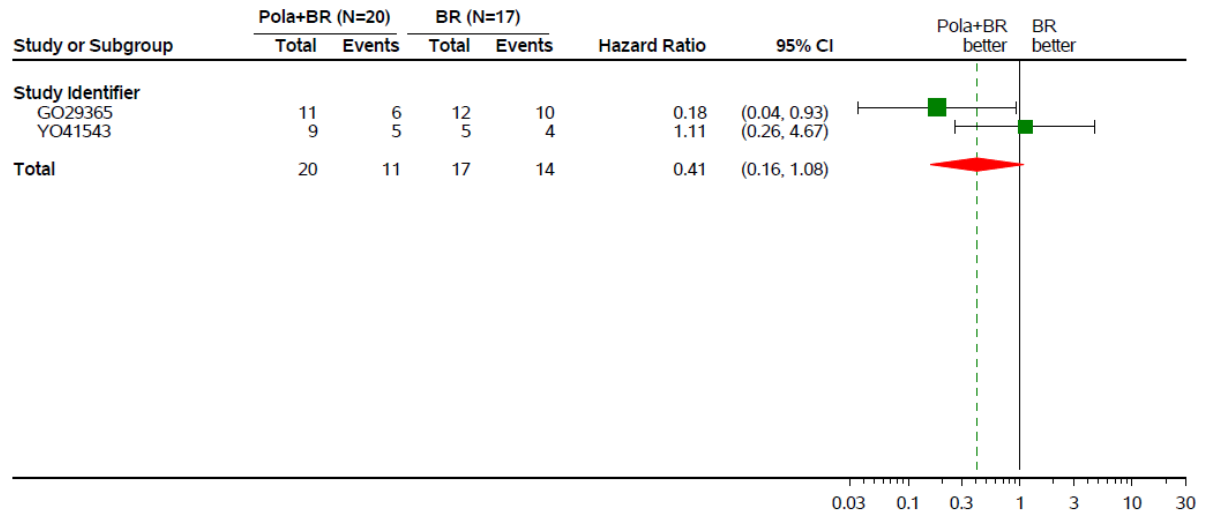 Pola+BR (N=20) BR (N=17) Pola+BR BR
Study or Subgroup Total Events Total Events Hazard Ratio 95% CI better better
Study Identifier
GO29365 11 6 12 10 0.18 (0.04, 0.93)
YO41543 9 5 5 4 1.11 (0.26, 4.67)
Total 20 11 17 14 0.41 (0.16, 1.08)
0.03 0.1 0.3 1 3 10 30